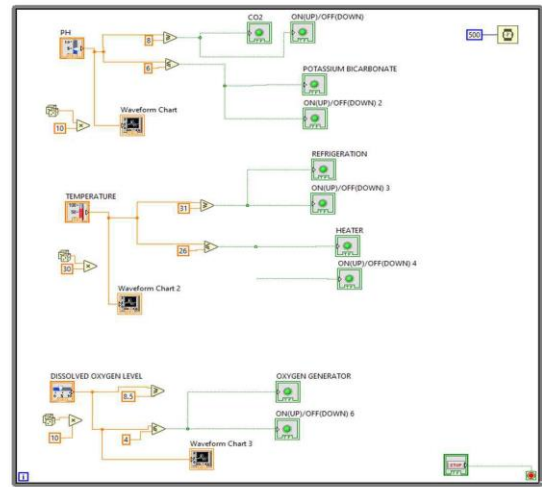 CO2
ON(UP)/OFF(DOWN)
PH
8
500
6
POTASSIUM BICARBONATE
Waveform Chart
ON(UP)/OFF(DOWN) 2
10
REFRIGERATION
ON(UP)/OFF(DOWN) 3
TEMPERATURE
31
HEATER
26
ON(UP)/OFF(DOWN) 4
30
Waveform Chart 2
DISSOLVED OXYGEN LEVEL
OXYGEN GENERATOR
8.5
ON(UP)/OFF(DOWN) 6
10
4
Waveform Chart 3
STOP
i